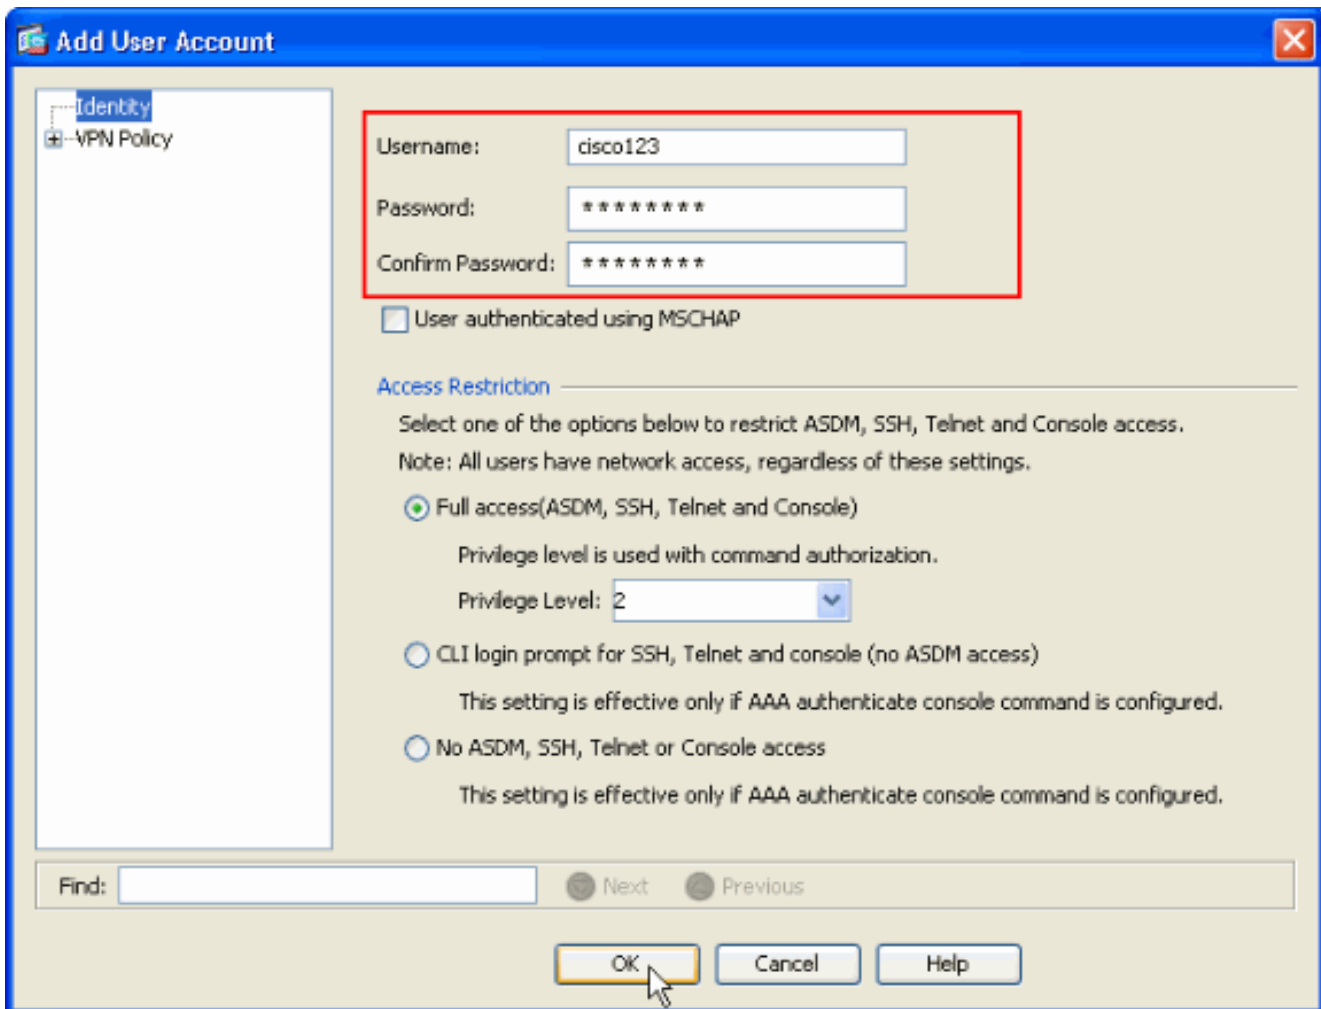 Add User Account
Identity
VPN Policy
Username: cisco123
Password: ********
Confirm Password: ********
User authenticated using MSCHAP
Access Restriction
Select one of the options below to restrict ASDM, SSH, Telnet and Console access.
Note: All users have network access, regardless of these settings.
Full access(ASDM, SSH, Telnet and Console)
Privilege level is used with command authorization.
Privilege Level: 2
CLI login prompt for SSH, Telnet and console (no ASDM access)
This setting is effective only if AAA authenticate console command is configured.
No ASDM, SSH, Telnet or Console access
This setting is effective only if AAA authenticate console command is configured.
Find: Next Previous
OK Cancel Help